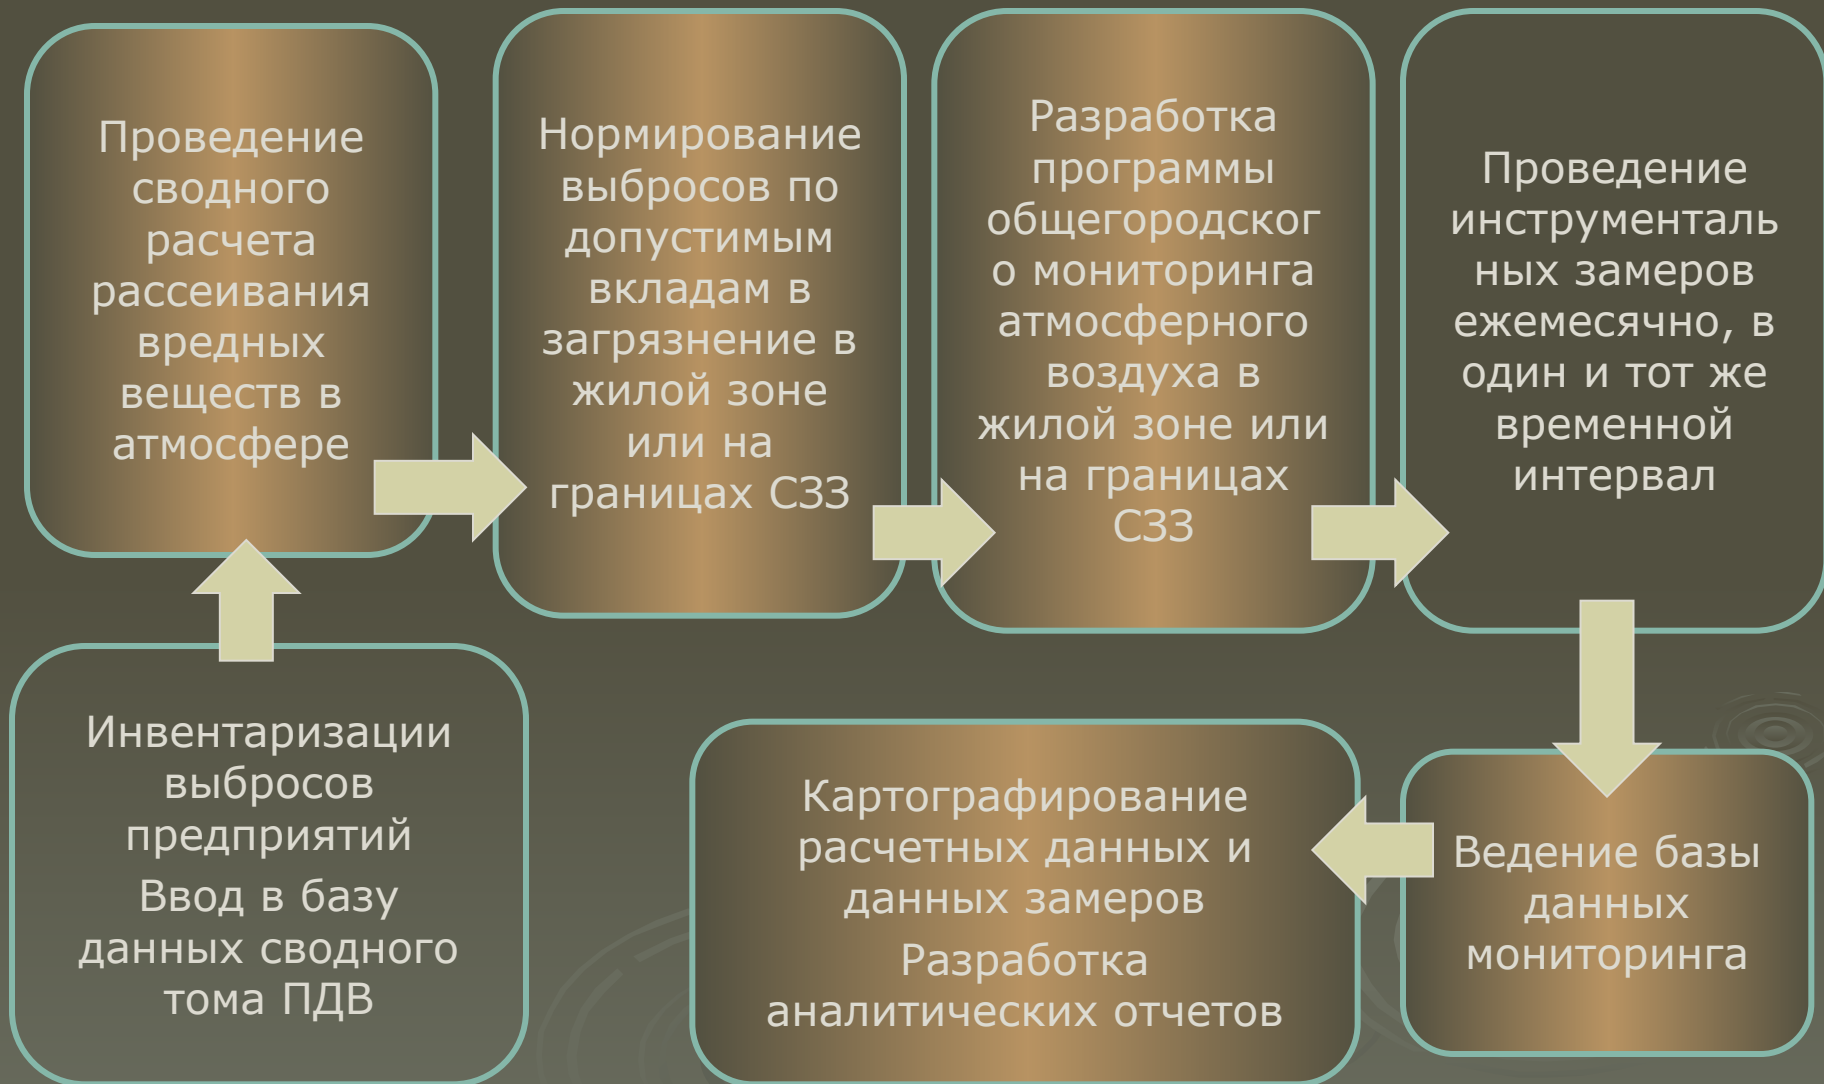 Проведение
сводного
расчета
рассеивания
вредных
веществ в
атмосфере
Нормирование
выбросов по
допустимым
вкладам в
загрязнение в
жилой зоне
или на
границах СЗЗ
Разработка
программы
общегородског
о мониторинга
атмосферного
воздуха в
жилой зоне или
на границах
СЗЗ
Проведение
инструменталь
ных замеров
ежемесячно, в
один и тот же
временной
интервал
Инвентаризации
выбросов
предприятий
Ввод в базу
данных сводного
тома ПДВ
Картографирование
расчетных данных и
данных замеров
Разработка
аналитических отчетов
Ведение базы
данных
мониторинга